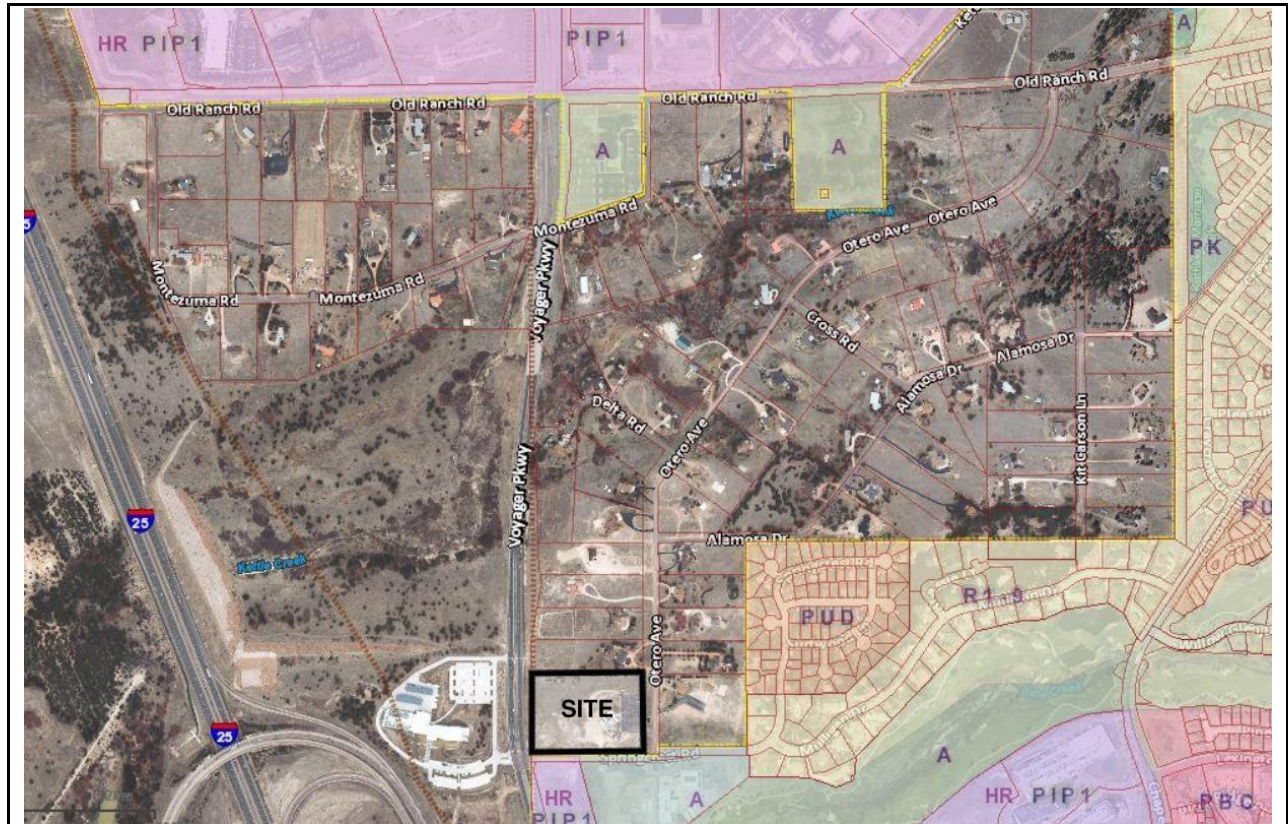 HR PIP1
PIP1
A
Old Ranch Rd
Old Ranch Rd
Old Ranch Rd
Old Ranch Rd
A
A
PK
Montezuma Rd
Otero Ave
Otero Ave
Montezuma Rd
Montezuma Rd
Voyager Pkwy
Cross Rd
Alamosa Dr
Alamosa Dr
Delta Rd
Otero Ave
Kit Carson Ln
Voyager Pkwy
25
Alamosa Dr
Kettle Creek
PUD
R1 9
Otero Ave
SITE
25
A
HR
PIP1
A
HR PIP1
PBC